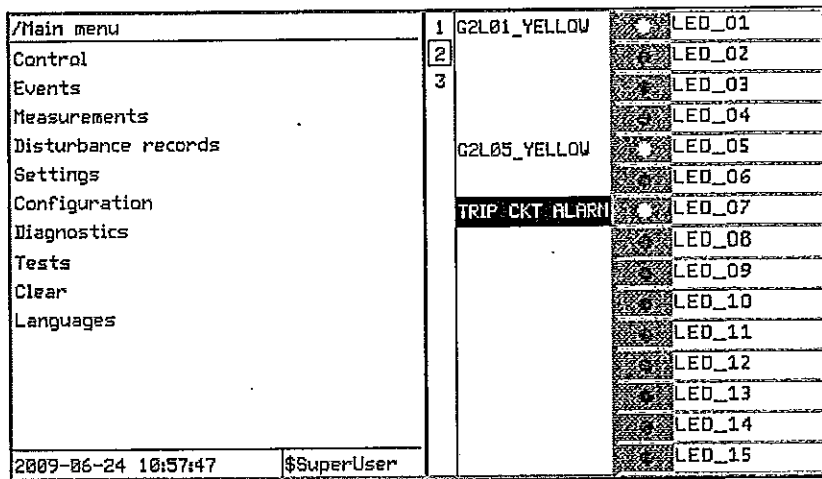 /Main menu
Control
Events
Measurements
Disturbance records
Settings
Configuration
Diagnostics
Tests
Clear
Languages
2009-06-24 10:57:47
$SuperUser
1
2
3
G2L01_YELLOW
G2L05_YELLOW
TRIP CKT ALARM
LED_01
LED_02
LED_03
LED_04
LED_05
LED_06
LED_07
LED_08
LED_09
LED_10
LED_11
LED_12
LED_13
LED_14
LED_15